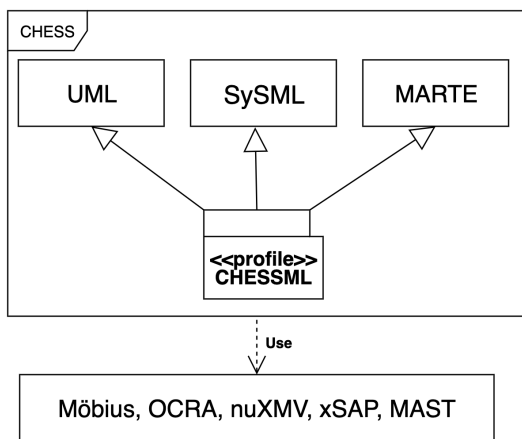 CHESS
UML
SySML
MARTE
<<profile>>
CHESSML
Use
Möbius, OCRA, nuXMV, xSAP, MAST